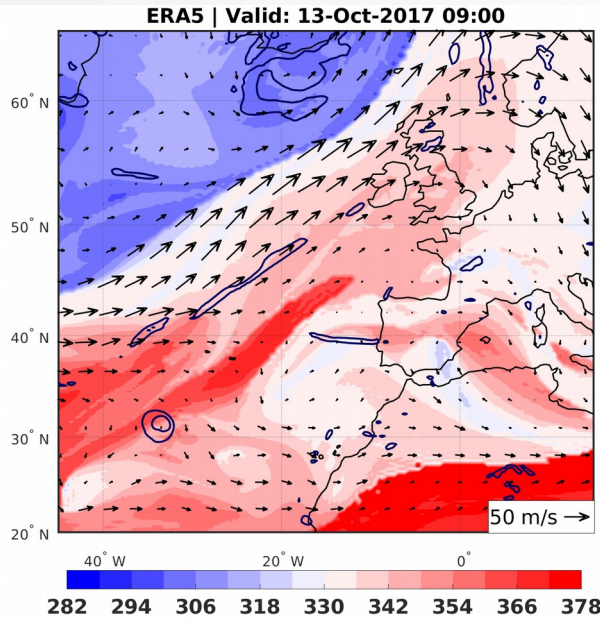 ERA5 | Valid: 13-Oct-2017 09:00
60° N
50° N
40° N
30° N
20° N
50 m/s
40° W 20° W 0°
282 294 306 318 330 342 354 366 378